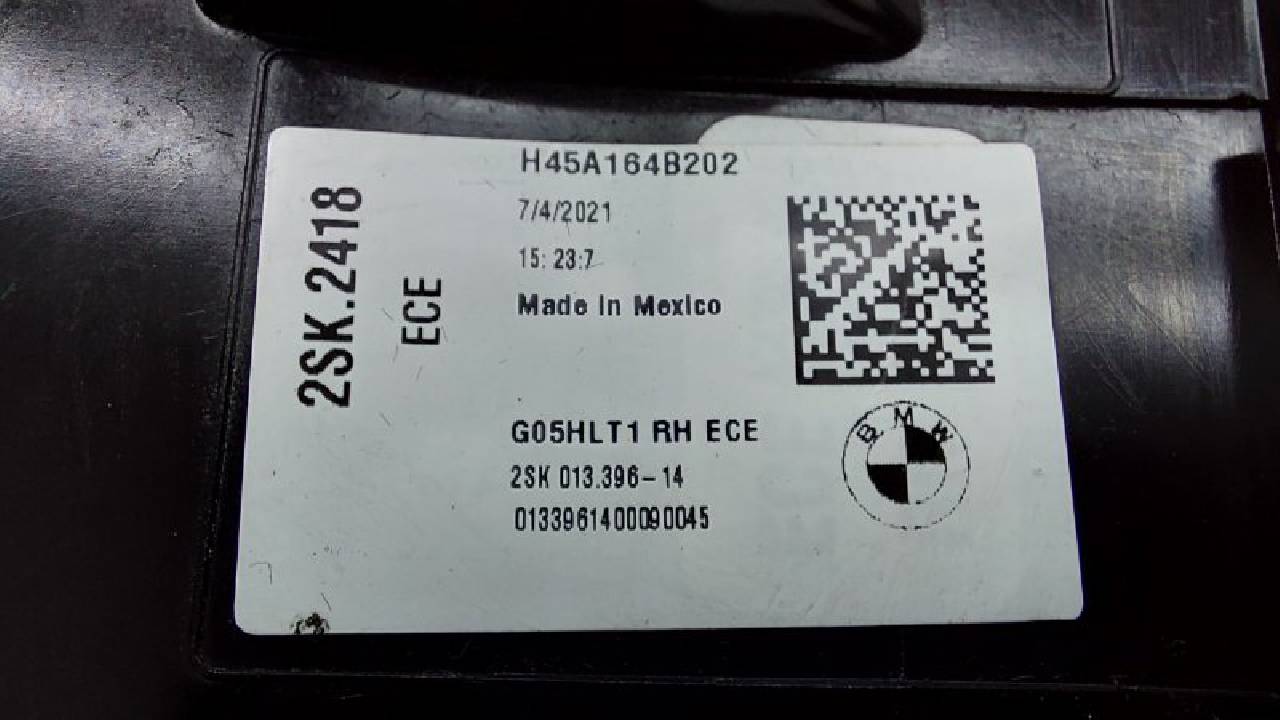 2SK.2418
ECE
H45A164B202
7/4/2021
15: 23:7
Made in Mexico
G05HLT1 RH ECE
2SK 013.396-14
0133961400090045
BMW